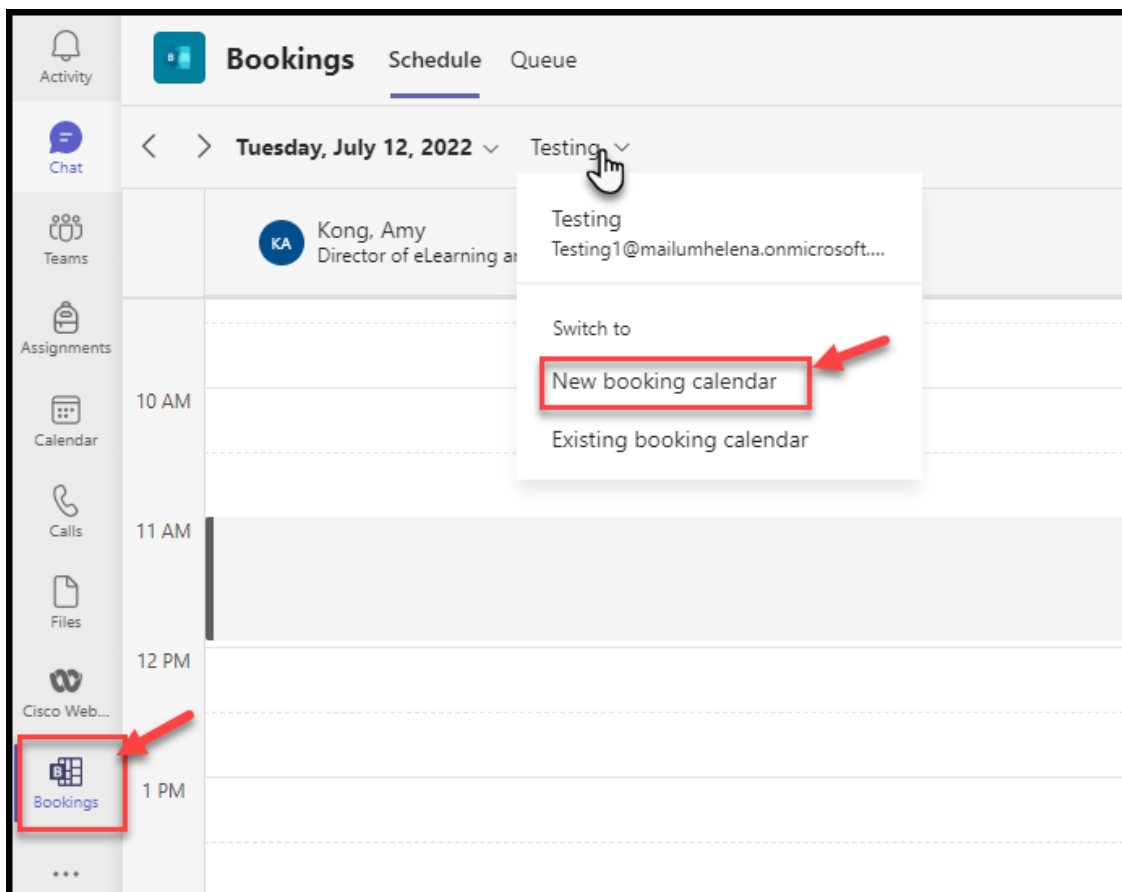 Activity
Chat
Teams
Assignments
Calendar
Calls
Files
Cisco Web...
Bookings
...
B
Bookings Schedule Queue
Tuesday, July 12, 2022 Testing
KA
Kong, Amy
Director of eLearning a
Testing
Testing1@mailumhelena.onmicrosoft....
Switch to
New booking calendar
Existing booking calendar
10 AM
11 AM
12 PM
1 PM
B